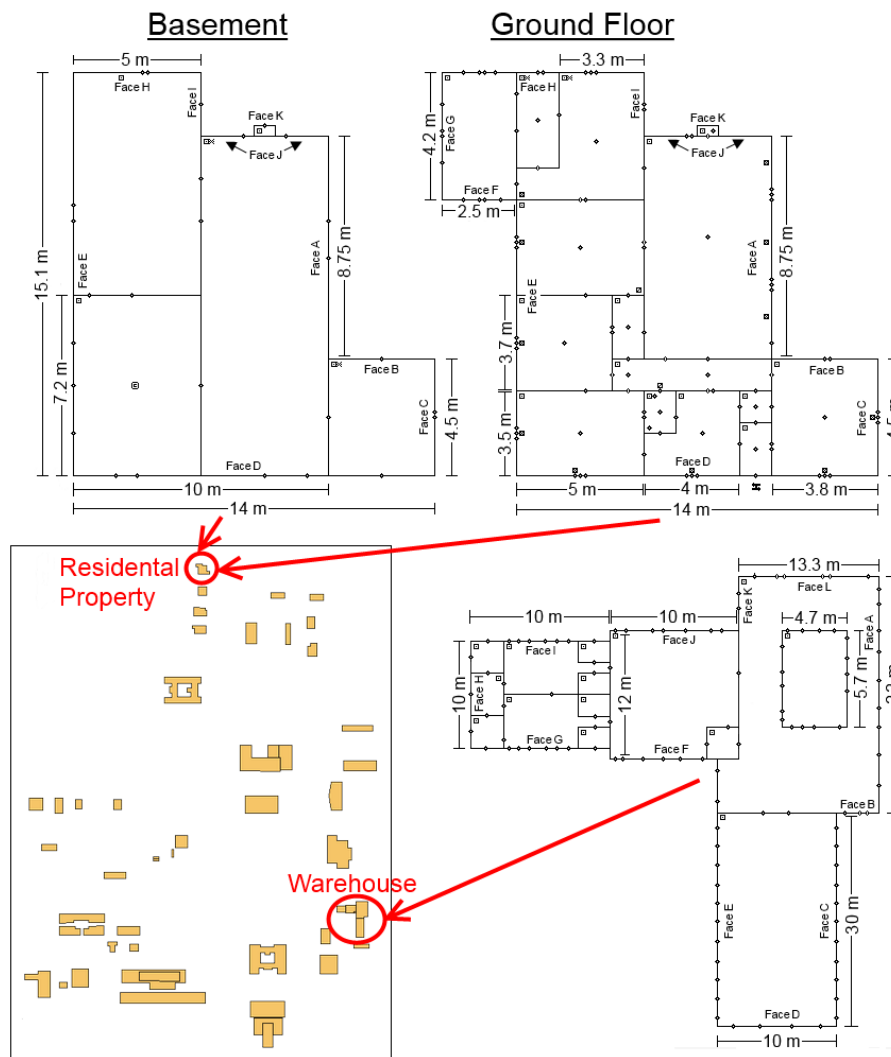 Basement
Ground Floor
5 m
3.3 m
Face H
Face I
Face K
Face J
Face A
Face E
15.1 m
7.2 m
8.75 m
Face B
Face C
4.5 m
Face D
10 m
14 m
Face H
Face I
Face G
4.2 m
Face F
2.5 m
Face K
Face J
Face A
8.75 m
Face E
3.7 m
3.5 m
Face B
Face C
Face D
5 m
4 m
3.8 m
14 m
Residental
Property
Warehouse
13.3 m
Face L
Face K
Face A
4.7 m
5.7 m
10 m
10 m
Face I
Face J
10 m
Face H
12 m
Face G
Face F
Face B
Face E
Face C
30 m
Face D
10 m